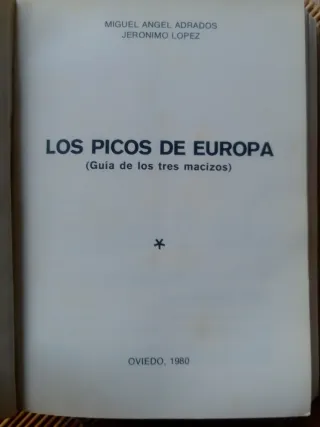 MIGUEL ANGEL ADRADOS
JERONIMO LOPEZ
LOS PICOS DE EUROPA
(Guía de los tres macizos)
*
OVIEDO, 1980